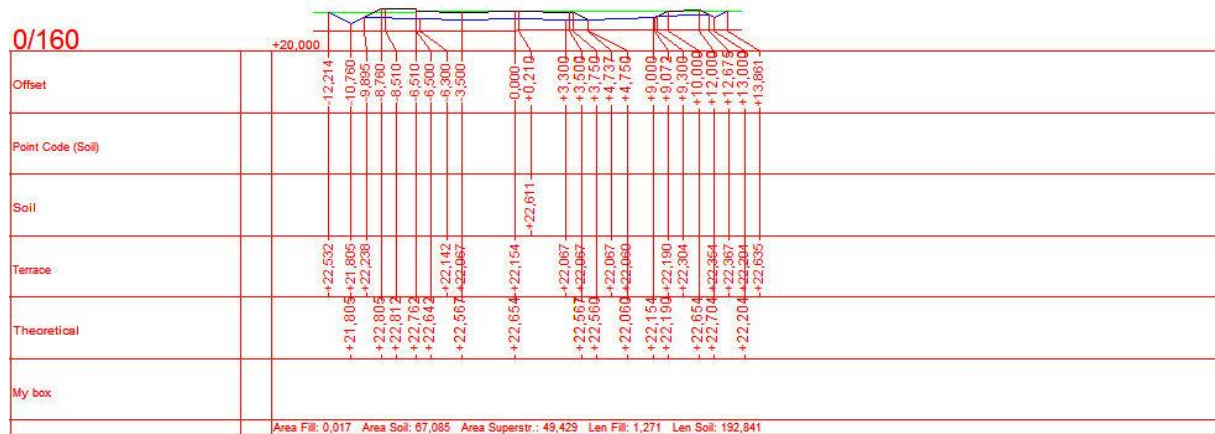 0/160
+20,000
Offset
-12,214 -10,760 -9,895 -8,760 -8,510 -6,510 -6,500 -6,300 -3,500 -0,000 +0,210 +3,300 +3,500 +3,750 +4,737 +4,750 +9,000 +9,072 +9,300 +10,000 +12,000 +12,675 +13,000 +13,861
Point Code (Soil)
Soil
+22,611
Terrace
+22,532 +21,805 +22,238 +22,142 +22,067 +22,154 +22,067 +22,067 +22,067 +22,060 +22,190 +22,304 +22,354 +22,367 +22,204 +22,635
Theoretical
+21,805 +22,805 +22,812 +22,762 +22,642 +22,567 +22,654 +22,567 +22,560 +22,060 +22,154 +22,190 +22,654 +22,704 +22,204
My box
Area Fill: 0,017 Area Soil: 67,085 Area Superstr.: 49,429 Len Fill: 1,271 Len Soil: 192,841